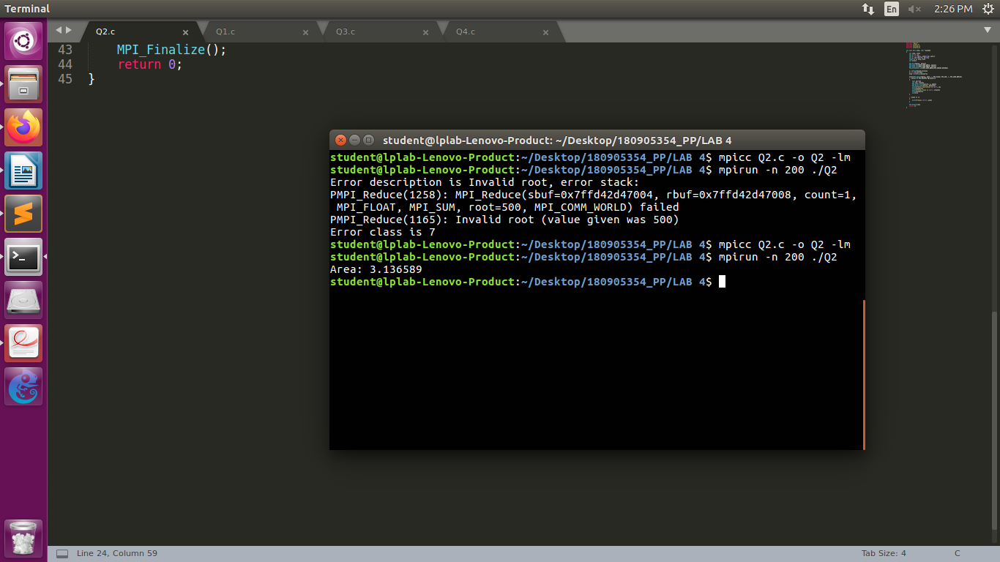 Terminal
En
2:26 PM
Q2.c
Q1.c
Q3.c
Q4.c
43 MPI_Finalize();
44 return 0;
45 }
student@lplab-Lenovo-Product: ~/Desktop/180905354_PP/LAB 4
student@lplab-Lenovo-Product:~/Desktop/180905354_PP/LAB 4$ mpicc Q2.c -o Q2 -lm
student@lplab-Lenovo-Product:~/Desktop/180905354_PP/LAB 4$ mpirun -n 200 ./Q2
Error description is Invalid root, error stack:
PMPI_Reduce(1258): MPI_Reduce(sbuf=0x7ffd42d47004, rbuf=0x7ffd42d47008, count=1,
 MPI_FLOAT, MPI_SUM, root=500, MPI_COMM_WORLD) failed
PMPI_Reduce(1165): Invalid root (value given was 500)
Error class is 7
student@lplab-Lenovo-Product:~/Desktop/180905354_PP/LAB 4$ mpicc Q2.c -o Q2 -lm
student@lplab-Lenovo-Product:~/Desktop/180905354_PP/LAB 4$ mpirun -n 200 ./Q2
Area: 3.136589
student@lplab-Lenovo-Product:~/Desktop/180905354_PP/LAB 4$
Line 24, Column 59
Tab Size: 4
C